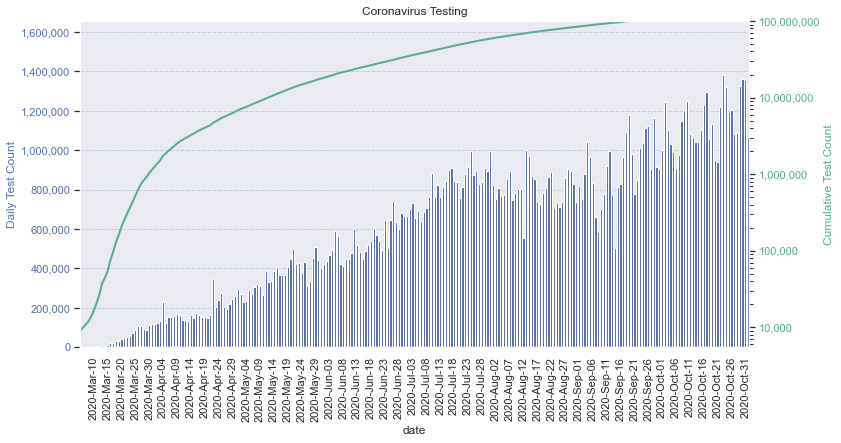 Coronavirus Testing
1,600,000
1,400,000
1,200,000
1,000,000
800,000
600,000
400,000
200,000
0
Daily Test Count
100,000,000
10,000,000
1,000,000
100,000
10,000
Cumulative Test Count
2020-Mar-10
2020-Mar-15
2020-Mar-20
2020-Mar-25
2020-Mar-30
2020-Apr-04
2020-Apr-09
2020-Apr-14
2020-Apr-19
2020-Apr-24
2020-Apr-29
2020-May-04
2020-May-09
2020-May-14
2020-May-19
2020-May-24
2020-May-29
2020-Jun-03
2020-Jun-08
2020-Jun-13
2020-Jun-18
2020-Jun-23
2020-Jun-28
2020-Jul-03
2020-Jul-08
2020-Jul-13
2020-Jul-18
2020-Jul-23
2020-Jul-28
2020-Aug-02
2020-Aug-07
2020-Aug-12
2020-Aug-17
2020-Aug-22
2020-Aug-27
2020-Sep-01
2020-Sep-06
2020-Sep-11
2020-Sep-16
2020-Sep-21
2020-Sep-26
2020-Oct-01
2020-Oct-06
2020-Oct-11
2020-Oct-16
2020-Oct-21
2020-Oct-26
2020-Oct-31
date